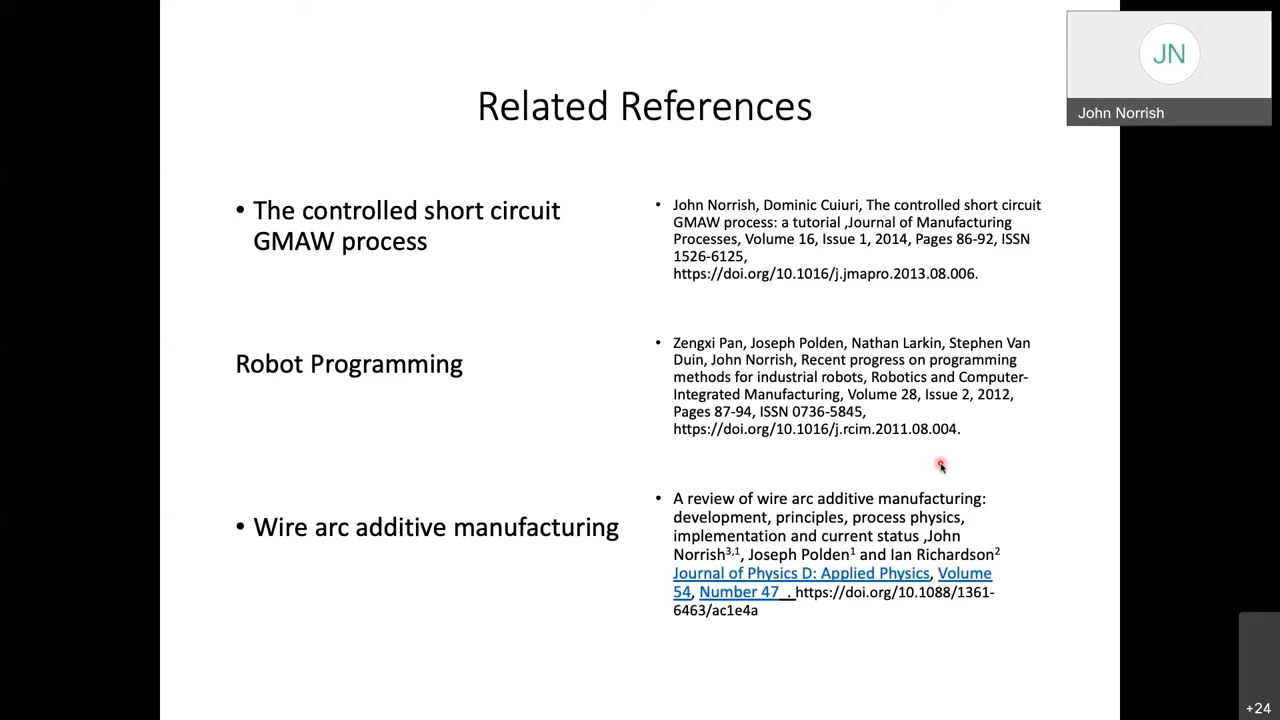 JN
John Norrish
Related References
• The controlled short circuit
GMAW process
• John Norrish, Dominic Cuiuri, The controlled short circuit
GMAW process: a tutorial ,Journal of Manufacturing
Processes, Volume 16, Issue 1, 2014, Pages 86-92, ISSN
1526-6125,
https://doi.org/10.1016/j.jmapro.2013.08.006.
Robot Programming
• Zengxi Pan, Joseph Polden, Nathan Larkin, Stephen Van
Duin, John Norrish, Recent progress on programming
methods for industrial robots, Robotics and Computer-
Integrated Manufacturing, Volume 28, Issue 2, 2012,
Pages 87-94, ISSN 0736-5845,
https://doi.org/10.1016/j.rcim.2011.08.004.
• Wire arc additive manufacturing
• A review of wire arc additive manufacturing:
development, principles, process physics,
implementation and current status ,John
Norrish³,¹, Joseph Polden¹ and Ian Richardson²
Journal of Physics D: Applied Physics, Volume
54, Number 47 . https://doi.org/10.1088/1361-
6463/ac1e4a
+24